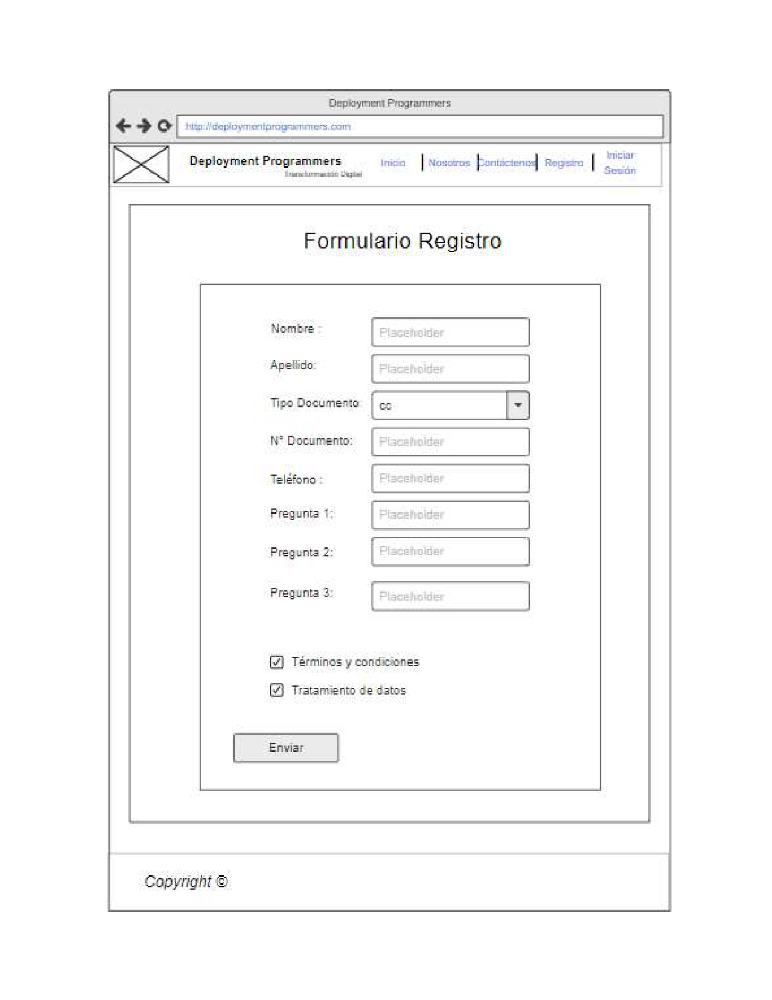 Deployment Programmers
http://deploymentprogrammers.com
Deployment Programmers
Transformación Digital
Inicio
Nosotros
Contáctenos
Registro
Iniciar
Sesión
Formulario Registro
Nombre :
Placeholder
Apellido:
Placeholder
Tipo Documento:
cc
N° Documento:
Placeholder
Teléfono :
Placeholder
Pregunta 1:
Placeholder
Pregunta 2:
Placeholder
Pregunta 3:
Placeholder
Términos y condiciones
Tratamiento de datos
Enviar
Copyright ©